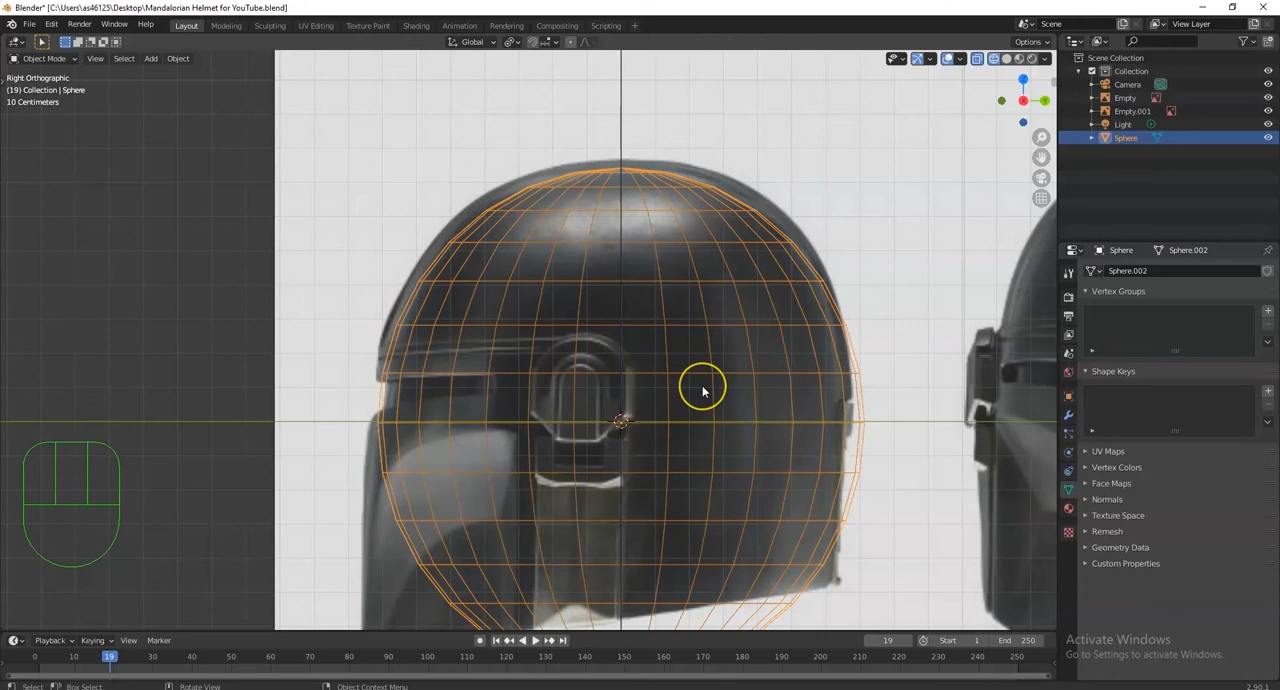 Blender* [C:\Users\as46125\Desktop\Mandalorian Helmet for YouTube.blend]
File Edit Render Window Help Layout Modeling Sculpting UV Editing Texture Paint Shading Animation Rendering Compositing Scripting + Scene View Layer
Global Options
Object Mode View Select Add Object
Right Orthographic
(19) Collection | Sphere
10 Centimeters
Z
X
Y
Scene Collection
Collection
Camera
Empty
Empty.001
Light
Sphere
Sphere Sphere.002
Sphere.002
Vertex Groups
Shape Keys
UV Maps
Vertex Colors
Face Maps
Normals
Texture Space
Remesh
Geometry Data
Custom Properties
Activate Windows
Go to Settings to activate Windows.
Playback Keying View Marker 19 Start 1 End 250
0 10 19 30 40 50 60 70 80 90 100 110 120 130 140 150 160 170 180 190 200 210 220 230 240 250
Select Box Select Rotate View Object Context Menu 2.90.1